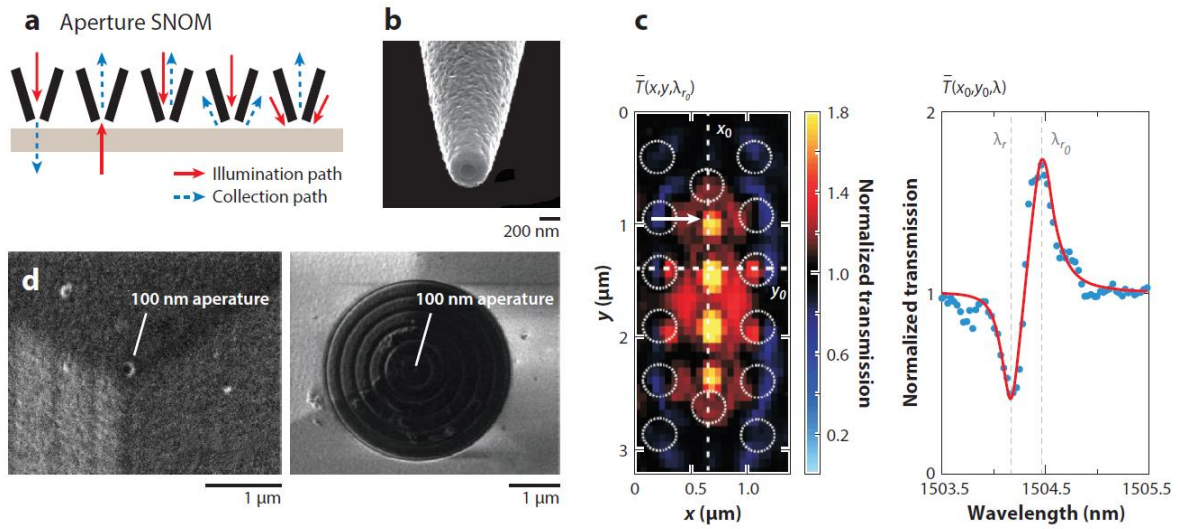 a Aperture SNOM
Illumination path
Collection path
b
200 nm
c
T̄(x,y,λr0)
0
1
2
3
y (µm)
0
0.5
1.0
x (µm)
x0
y0
1.8
1.4
1.0
0.6
0.2
Normalized transmission
T̄(x0,y0,λ)
2
1
0
Normalized transmission
λr
λr0
1503.5
1504.5
1505.5
Wavelength (nm)
d
100 nm aperature
1 µm
100 nm aperature
1 µm